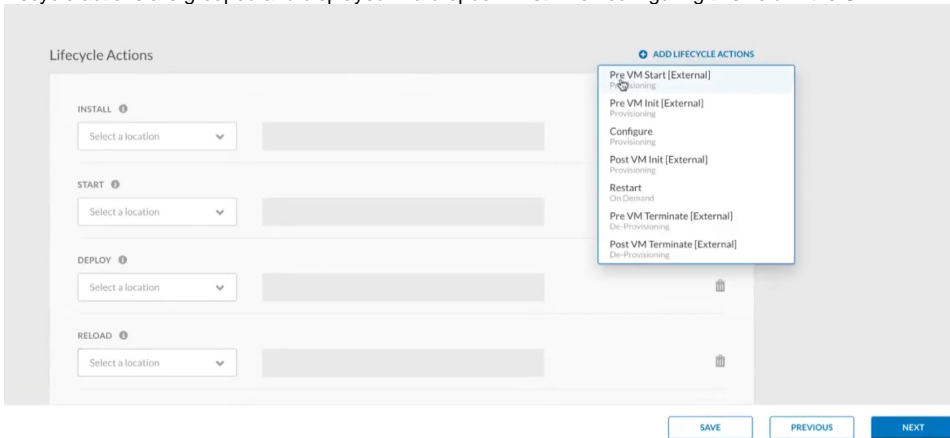 Lifecycle Actions
ADD LIFECYCLE ACTIONS
Pre VM Start [External]
Provisioning
Pre VM Init [External]
Provisioning
Configure
Provisioning
Post VM Init [External]
Provisioning
Restart
On Demand
Pre VM Terminate [External]
De-Provisioning
Post VM Terminate [External]
De-Provisioning
INSTALL
Select a location
START
Select a location
DEPLOY
Select a location
RELOAD
Select a location
SAVE
PREVIOUS
NEXT